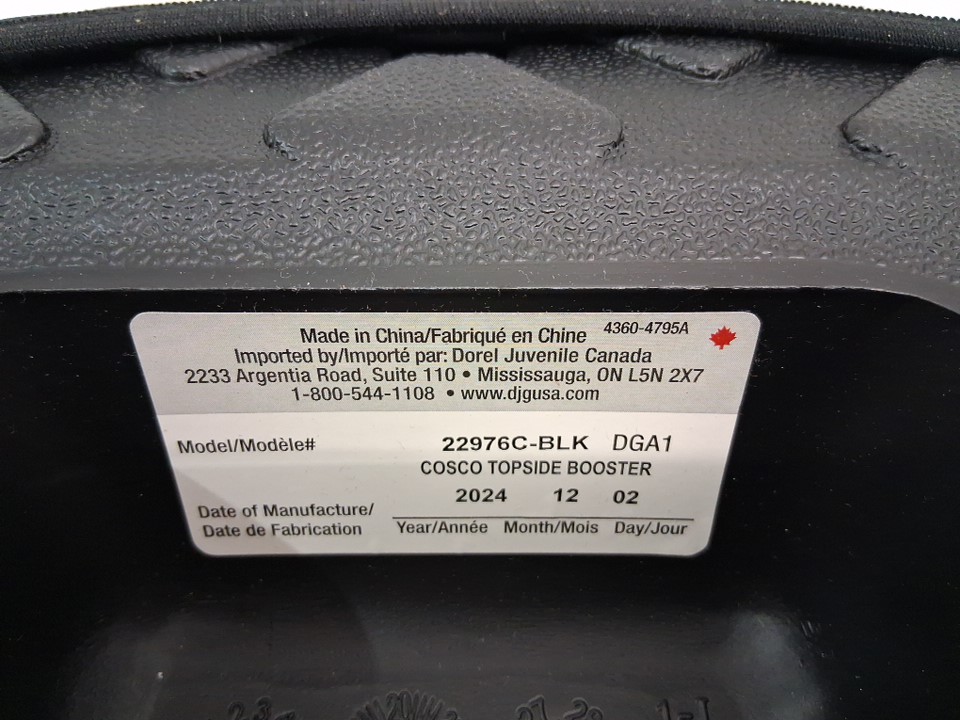 Made in China/Fabriqué en Chine 4360-4795A
Imported by/Importé par: Dorel Juvenile Canada
2233 Argentia Road, Suite 110 • Mississauga, ON L5N 2X7
1-800-544-1108 • www.djgusa.com
Model/Modèle# 22976C-BLK DGA1
COSCO TOPSIDE BOOSTER
2024 12 02
Date of Manufacture/
Date de Fabrication
Year/Année Month/Mois Day/Jour